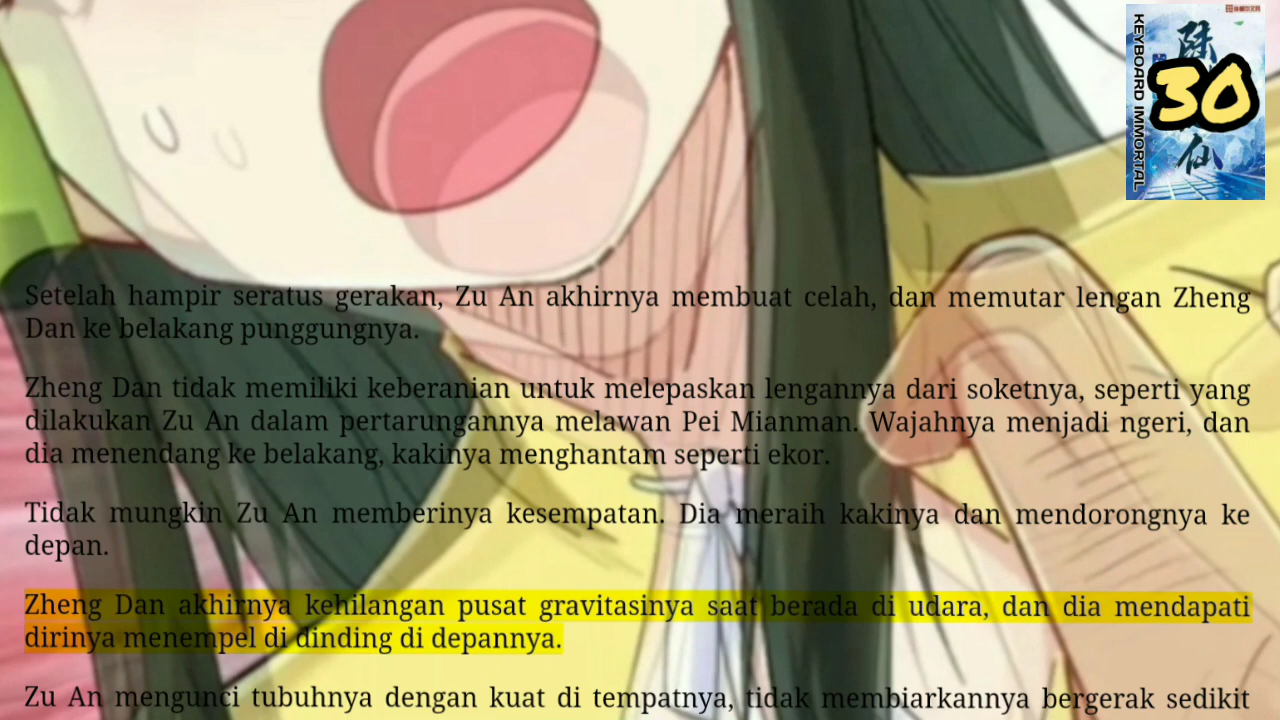 KEYBOARD IMMORTAL
30
仙
Setelah hampir seratus gerakan, Zu An akhirnya membuat celah, dan memutar lengan Zheng
Dan ke belakang punggungnya.
Zheng Dan tidak memiliki keberanian untuk melepaskan lengannya dari soketnya, seperti yang
dilakukan Zu An dalam pertarungannya melawan Pei Mianman. Wajahnya menjadi ngeri, dan
dia menendang ke belakang, kakinya menghantam seperti ekor.
Tidak mungkin Zu An memberinya kesempatan. Dia meraih kakinya dan mendorongnya ke
depan.
Zheng Dan akhirnya kehilangan pusat gravitasinya saat berada di udara, dan dia mendapati
dirinya menempel di dinding di depannya.
Zu An mengunci tubuhnya dengan kuat di tempatnya, tidak membiarkannya bergerak sedikit